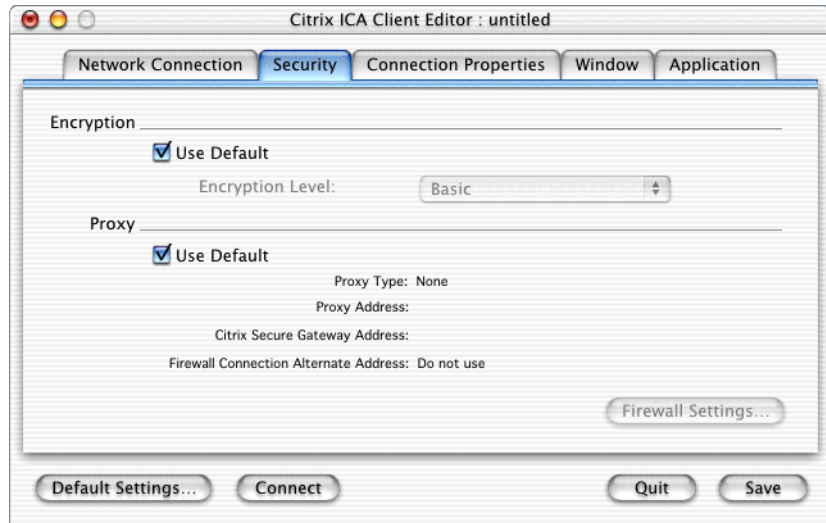 Citrix ICA Client Editor : untitled
Network Connection Security Connection Properties Window Application
Encryption
Use Default
Encryption Level: Basic
Proxy
Use Default
Proxy Type: None
Proxy Address:
Citrix Secure Gateway Address:
Firewall Connection Alternate Address: Do not use
Firewall Settings...
Default Settings... Connect Quit Save